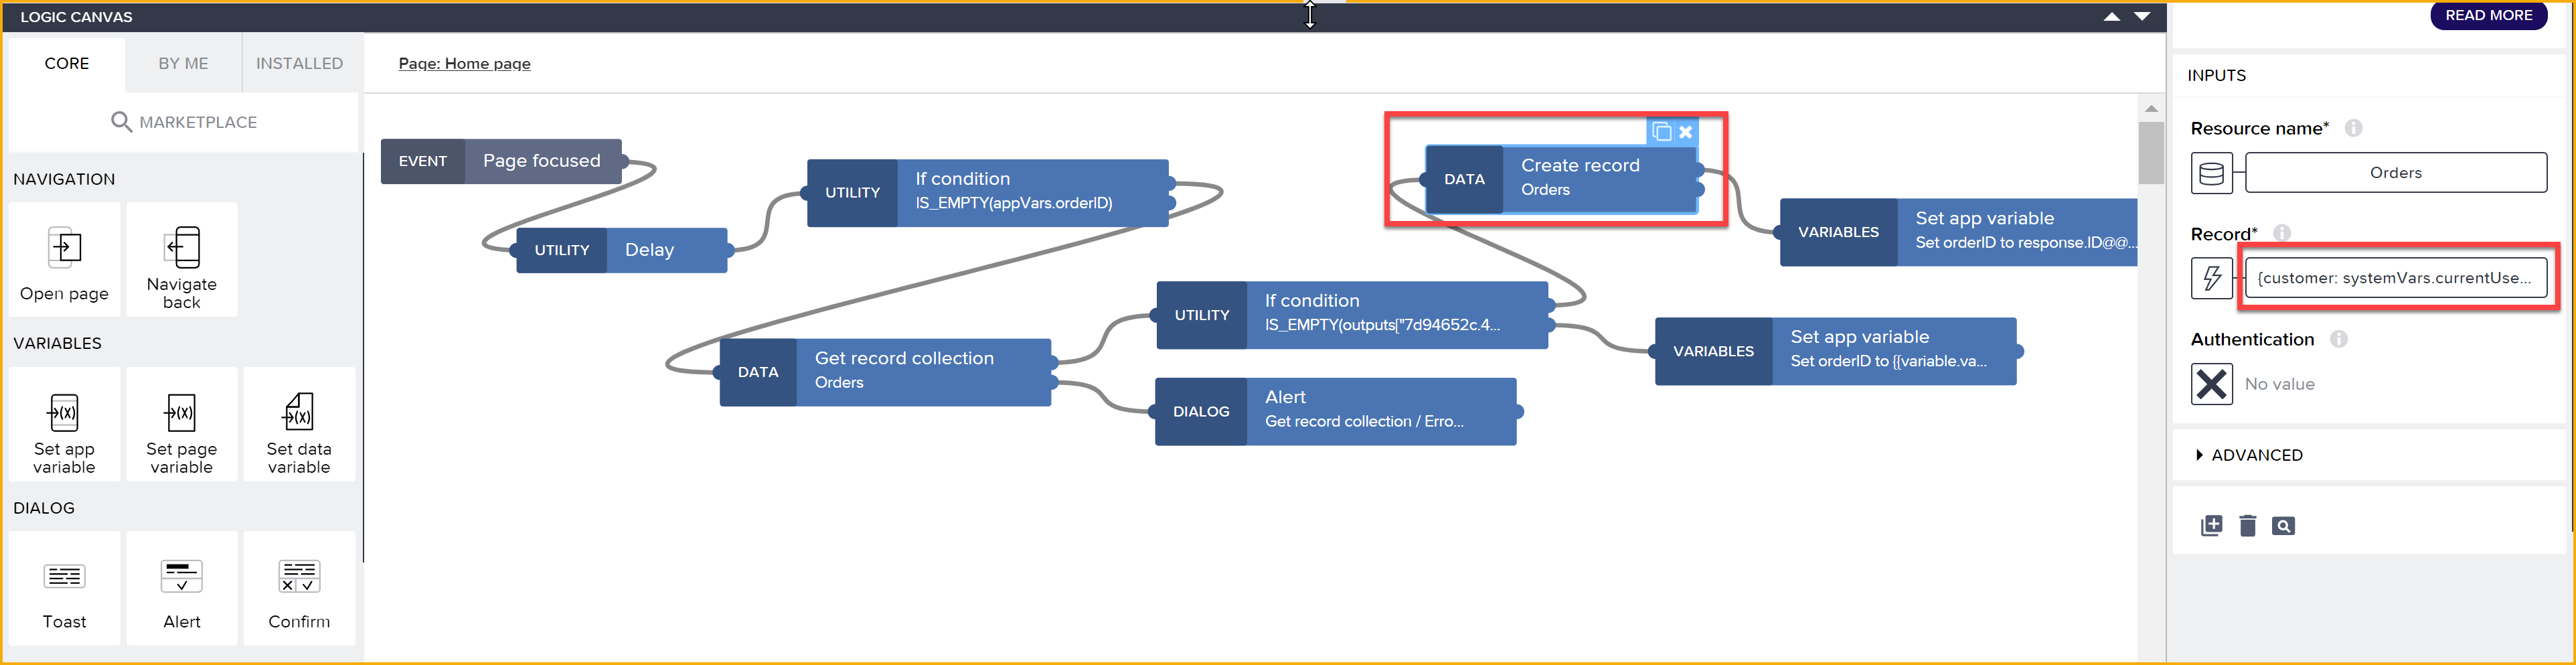 LOGIC CANVAS
CORE
BY ME
INSTALLED
MARKETPLACE
NAVIGATION
Open page
Navigate
back
VARIABLES
Set app
variable
Set page
variable
Set data
variable
DIALOG
Toast
Alert
Confirm
Page: Home page
EVENT
Page focused
UTILITY
Delay
UTILITY
If condition
IS_EMPTY(appVars.orderID)
DATA
Get record collection
Orders
UTILITY
If condition
IS_EMPTY(outputs["7d94652c.4...
DIALOG
Alert
Get record collection / Erro...
DATA
Create record
Orders
VARIABLES
Set app variable
Set orderID to response.ID@@...
VARIABLES
Set app variable
Set orderID to {{variable.va...
READ MORE
INPUTS
Resource name*
Orders
Record*
{customer: systemVars.currentUse...
Authentication
No value
ADVANCED